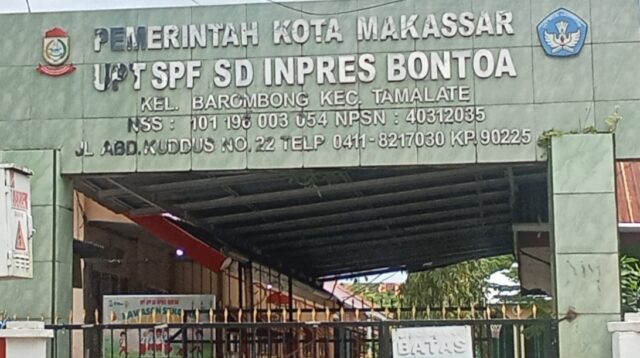 PEMERINTAH KOTA MAKASSAR
UPT SPF SD INPRES BONTOA
KEL. BAROMBONG KEC. TAMALATE
NSS : 101 196 003 054 NPSN : 40312035
JL ABD. KUDDUS NO. 22 TELP 0411-8217030 KP. 90225
BATAS